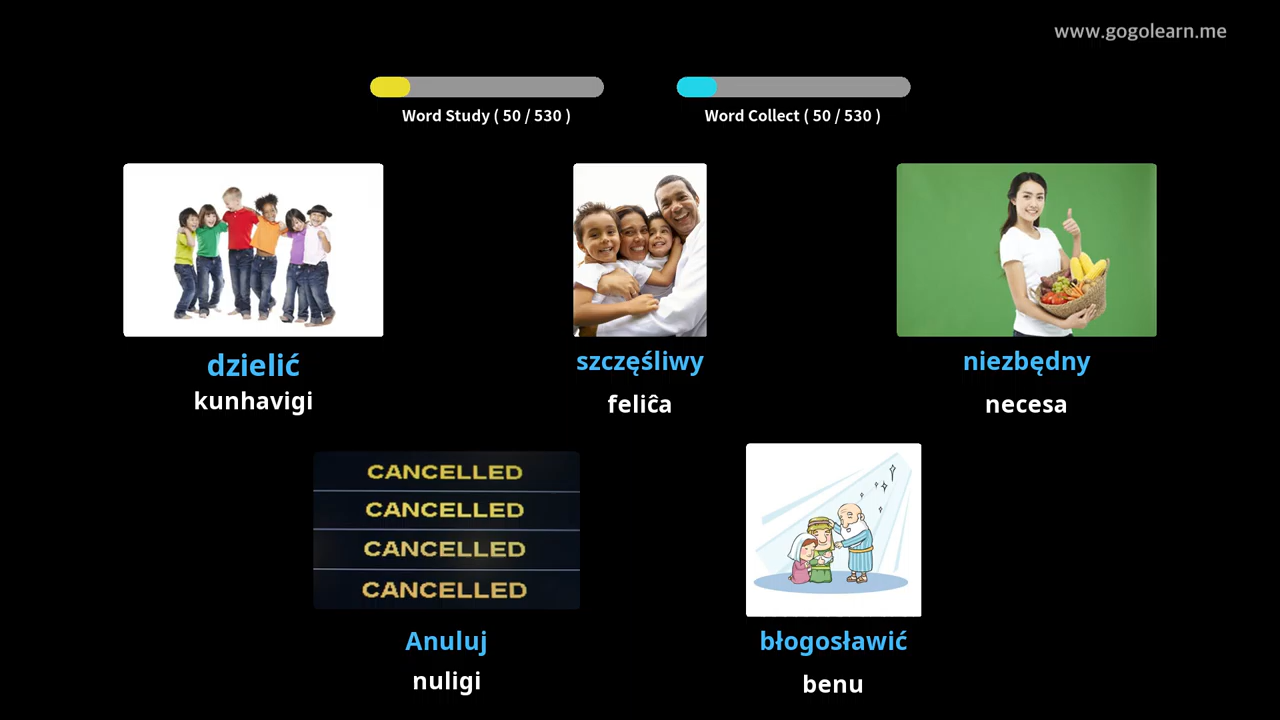 www.gogolearn.me
Word Study ( 50 / 530 )
Word Collect ( 50 / 530 )
dzielić
kunhavigi
szczęśliwy
feliĉa
niezbędny
necesa
CANCELLED
CANCELLED
CANCELLED
CANCELLED
Anuluj
nuligi
błogosławić
benu